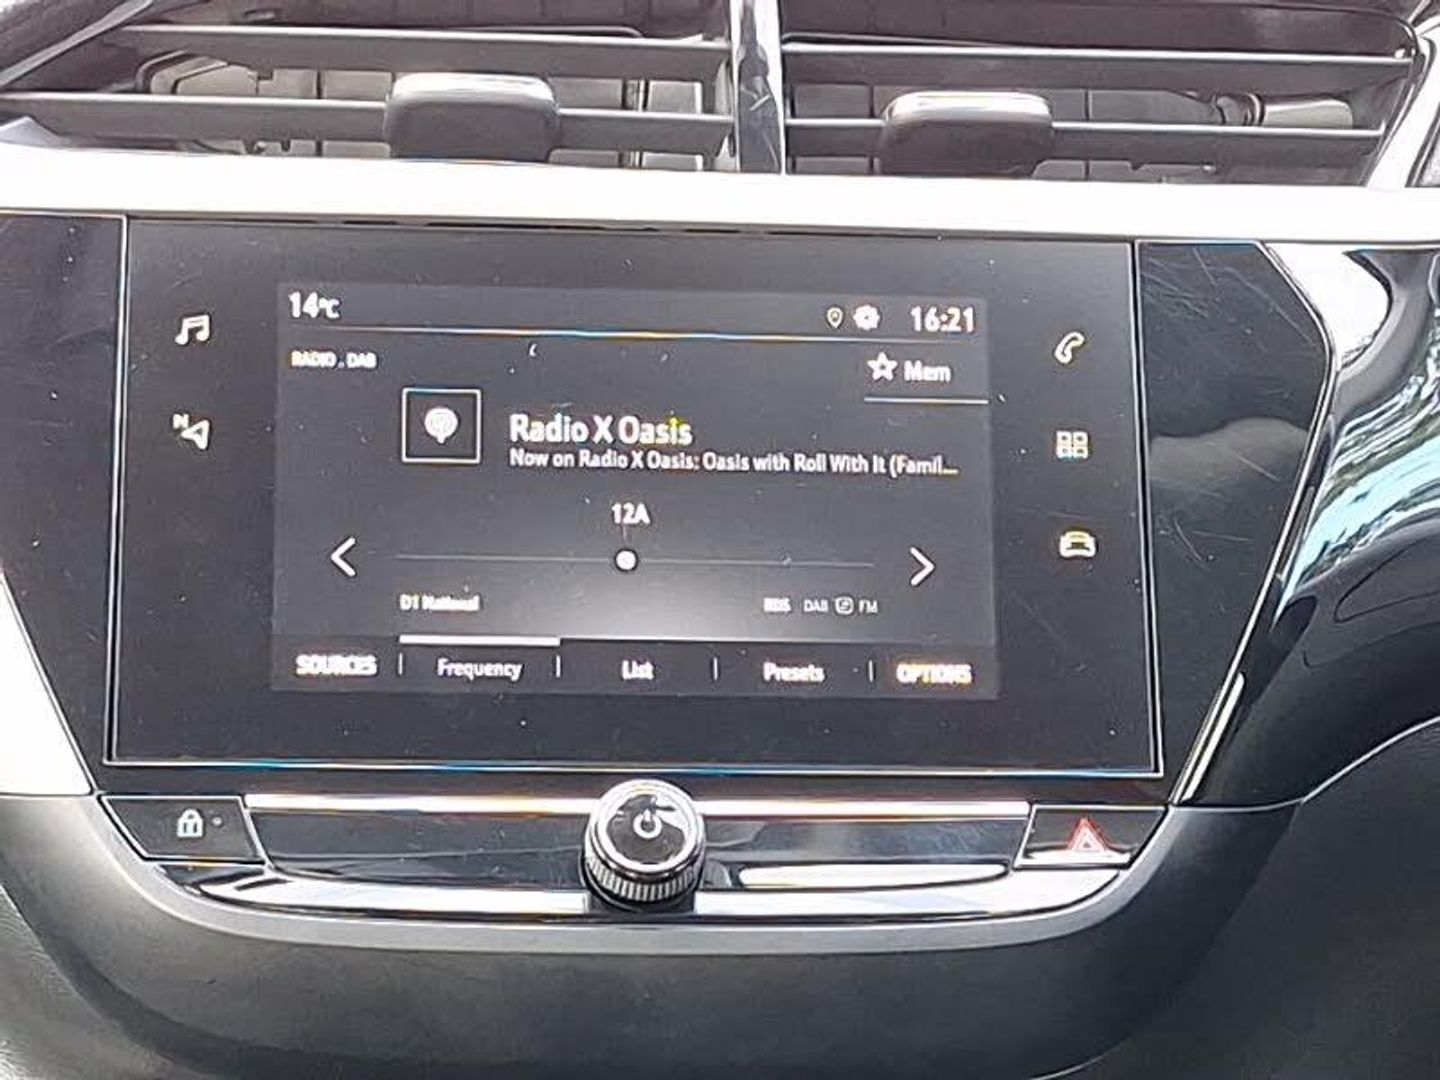 14°C 16:21
RADIO . DAB
Mem
Radio X Oasis
Now on Radio X Oasis: Oasis with Roll With It (Famil...
12A
D1 National RDS DAB FM
SOURCES Frequency List Presets OPTIONS
N